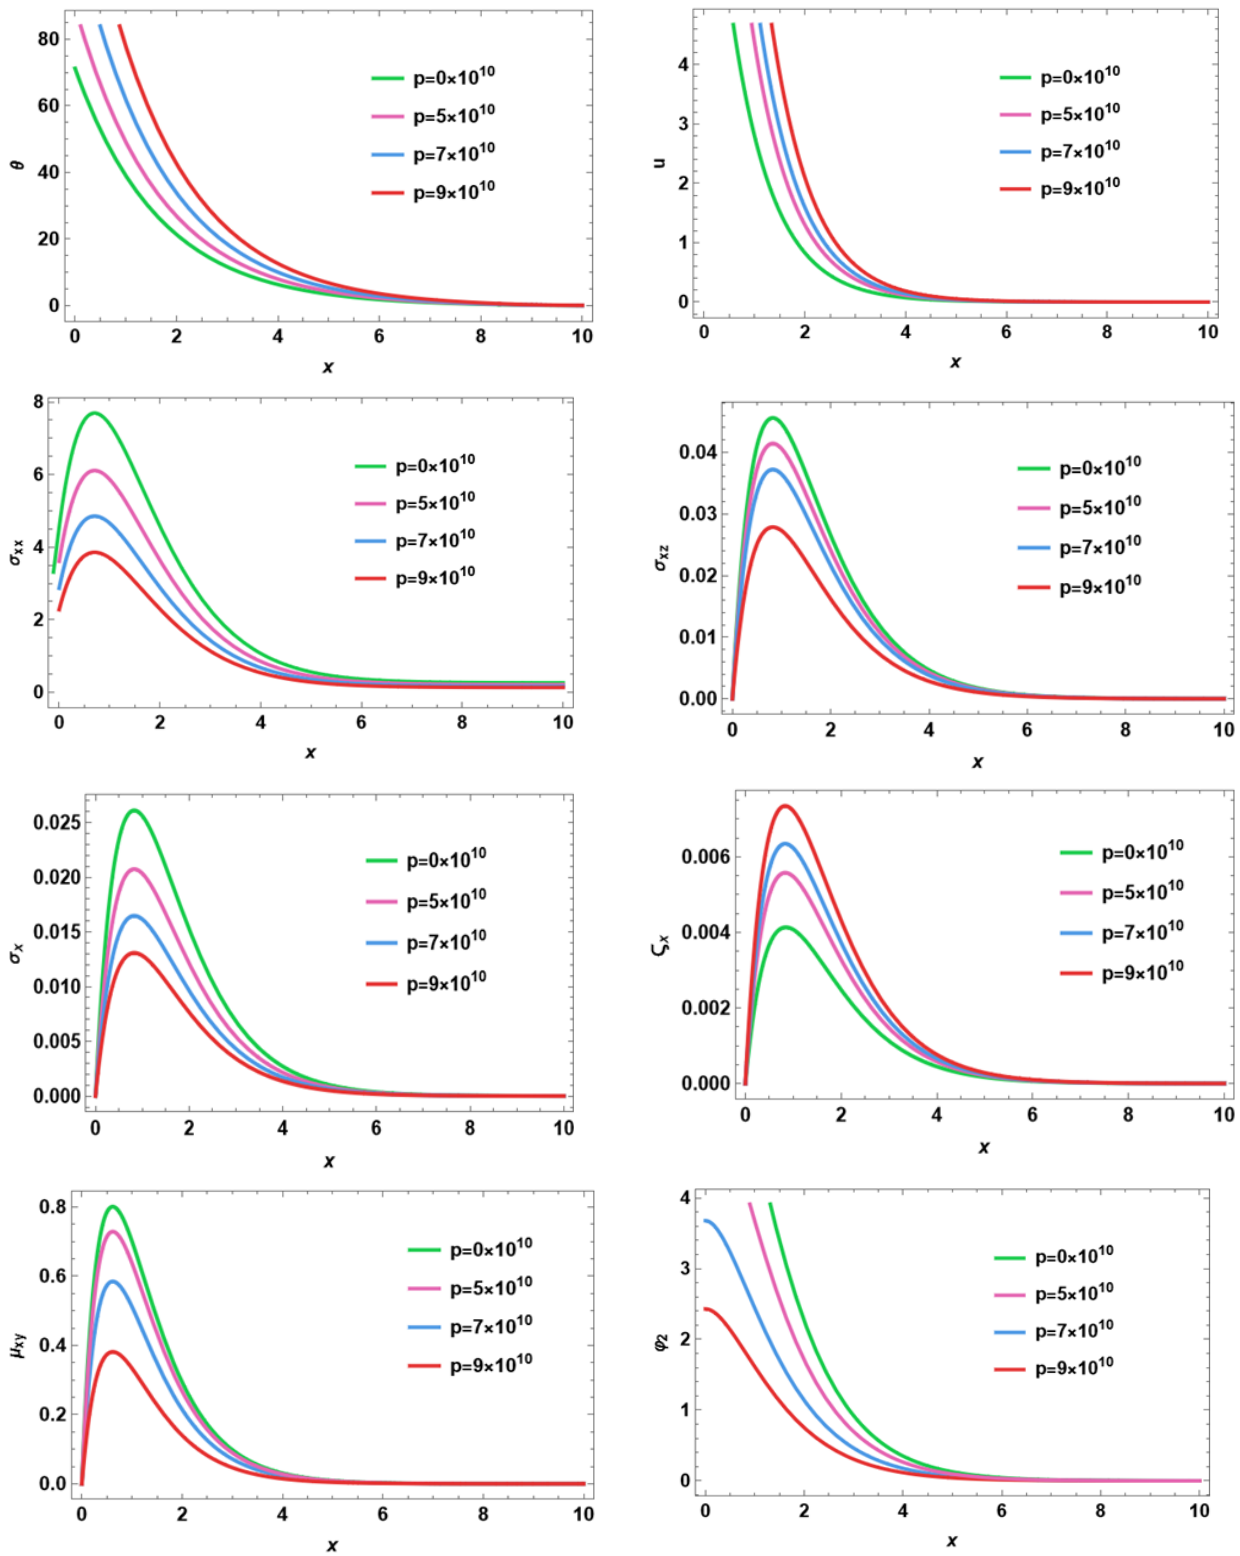 θ
80
60
40
20
0
p=0×10¹⁰
p=5×10¹⁰
p=7×10¹⁰
p=9×10¹⁰
0 2 4 6 8 10
x
u
4
3
2
1
0
p=0×10¹⁰
p=5×10¹⁰
p=7×10¹⁰
p=9×10¹⁰
0 2 4 6 8 10
x
σxx
8
6
4
2
0
p=0×10¹⁰
p=5×10¹⁰
p=7×10¹⁰
p=9×10¹⁰
0 2 4 6 8 10
x
σxz
0.04
0.03
0.02
0.01
0.00
p=0×10¹⁰
p=5×10¹⁰
p=7×10¹⁰
p=9×10¹⁰
0 2 4 6 8 10
x
σx
0.025
0.020
0.015
0.010
0.005
0.000
p=0×10¹⁰
p=5×10¹⁰
p=7×10¹⁰
p=9×10¹⁰
0 2 4 6 8 10
x
ςx
0.006
0.004
0.002
0.000
p=0×10¹⁰
p=5×10¹⁰
p=7×10¹⁰
p=9×10¹⁰
0 2 4 6 8 10
x
μxy
0.8
0.6
0.4
0.2
0.0
p=0×10¹⁰
p=5×10¹⁰
p=7×10¹⁰
p=9×10¹⁰
0 2 4 6 8 10
x
φ2
4
3
2
1
0
p=0×10¹⁰
p=5×10¹⁰
p=7×10¹⁰
p=9×10¹⁰
0 2 4 6 8 10
x